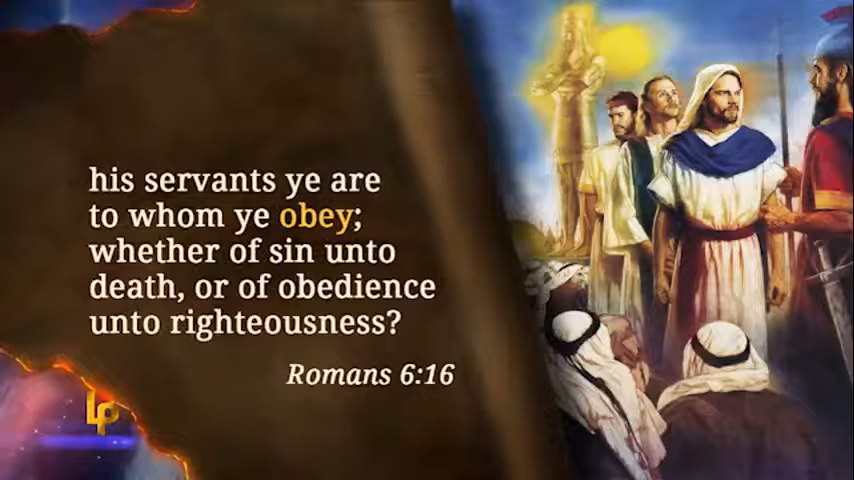 his servants ye are
to whom ye obey;
whether of sin unto
death, or of obedience
unto righteousness?
Romans 6:16
LP